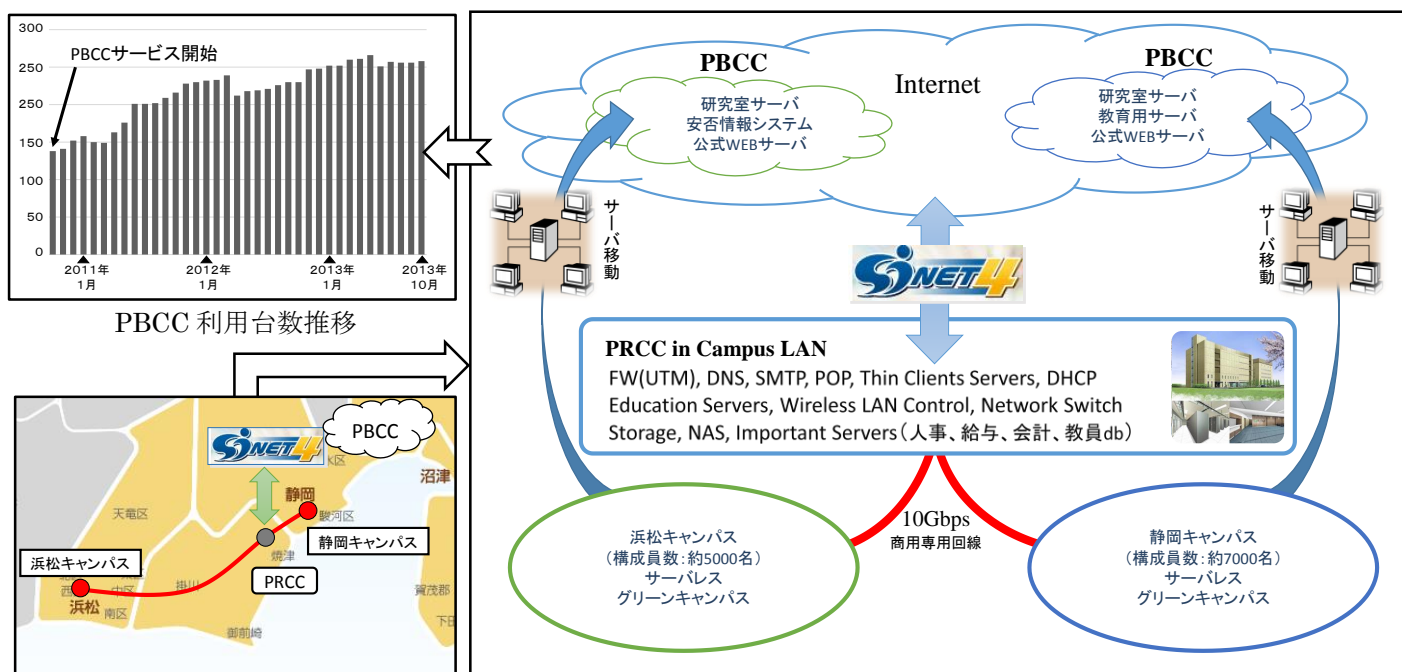 300
250
250
150
100
50
0
PBCCサービス開始
2011年
1月
2012年
1月
2013年
1月
2013年
10月
PBCC 利用台数推移
PBCC
SINET4
水区
沼津
静岡
天竜区
駿河区
静岡キャンパス
浜松キャンパス
焼津
PRCC
掛川
西
中区
浜松
南区
御前崎
賀茂郡
下田
Internet
PBCC
研究室サーバ
安否情報システム
公式WEBサーバ
PBCC
研究室サーバ
教育用サーバ
公式WEBサーバ
サーバ移動
サーバ移動
SINET4
PRCC in Campus LAN
FW(UTM), DNS, SMTP, POP, Thin Clients Servers, DHCP
Education Servers, Wireless LAN Control, Network Switch
Storage, NAS, Important Servers(人事、給与、会計、教員db)
10Gbps
商用専用回線
浜松キャンパス
(構成員数:約5000名)
サーバレス
グリーンキャンパス
静岡キャンパス
(構成員数:約7000名)
サーバレス
グリーンキャンパス